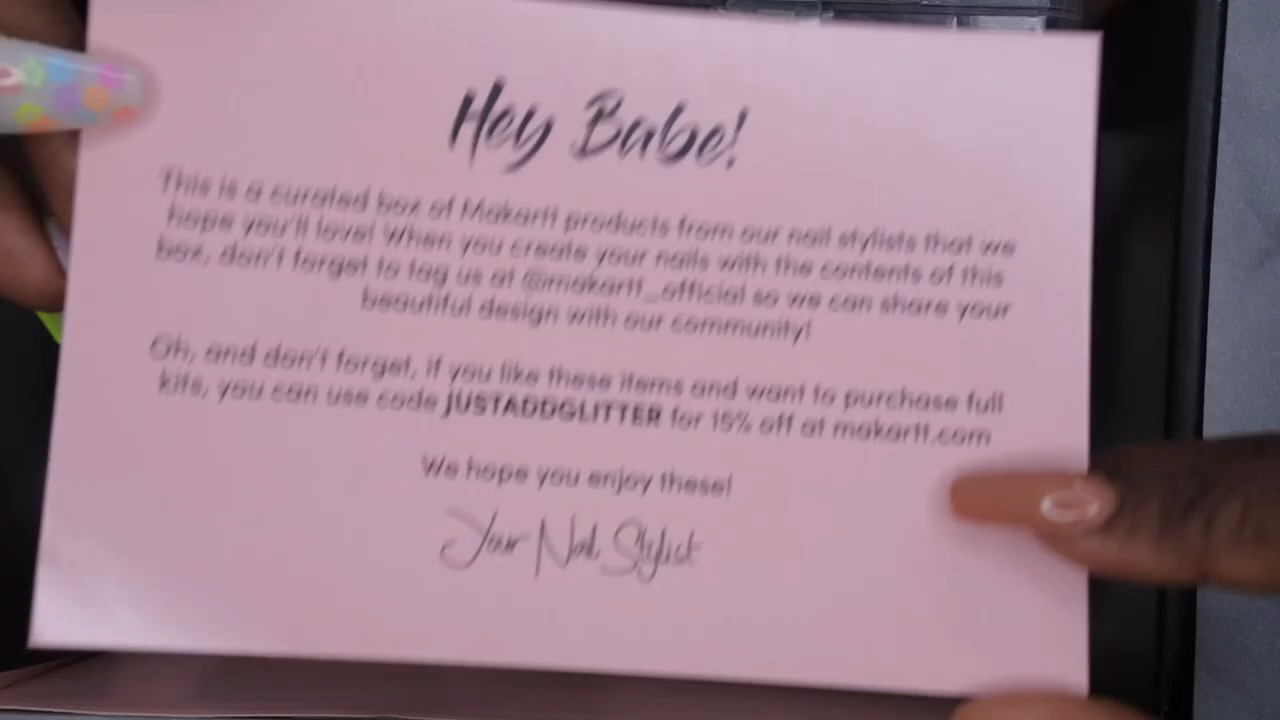 Hey Babe!
This is a curated box of Makartt products from our nail stylists that we
hope you'll love! When you create your nails with the contents of this
box, don't forget to tag us at @makartt_official so we can share your
beautiful design with our community!
Oh, and don't forget, if you like these items and want to purchase full
kits, you can use code JUSTADDGLITTER for 15% off at makartt.com
We hope you enjoy these!
Your Nail Stylist